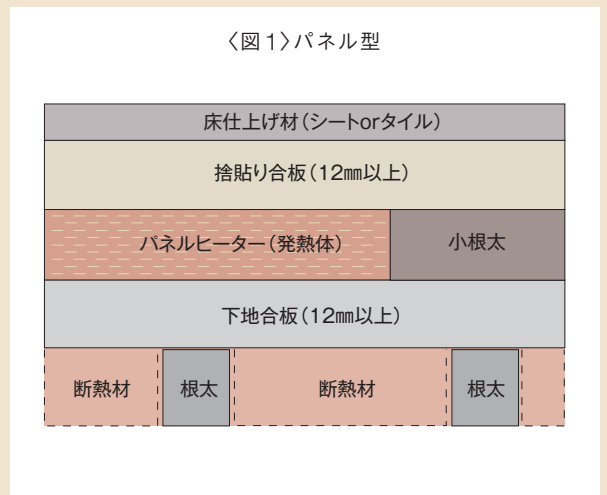 〈図1〉パネル型
床仕上げ材（シートorタイル）
捨貼り合板（12㎜以上）
パネルヒーター（発熱体）
小根太
下地合板（12㎜以上）
断熱材
根太
断熱材
根太